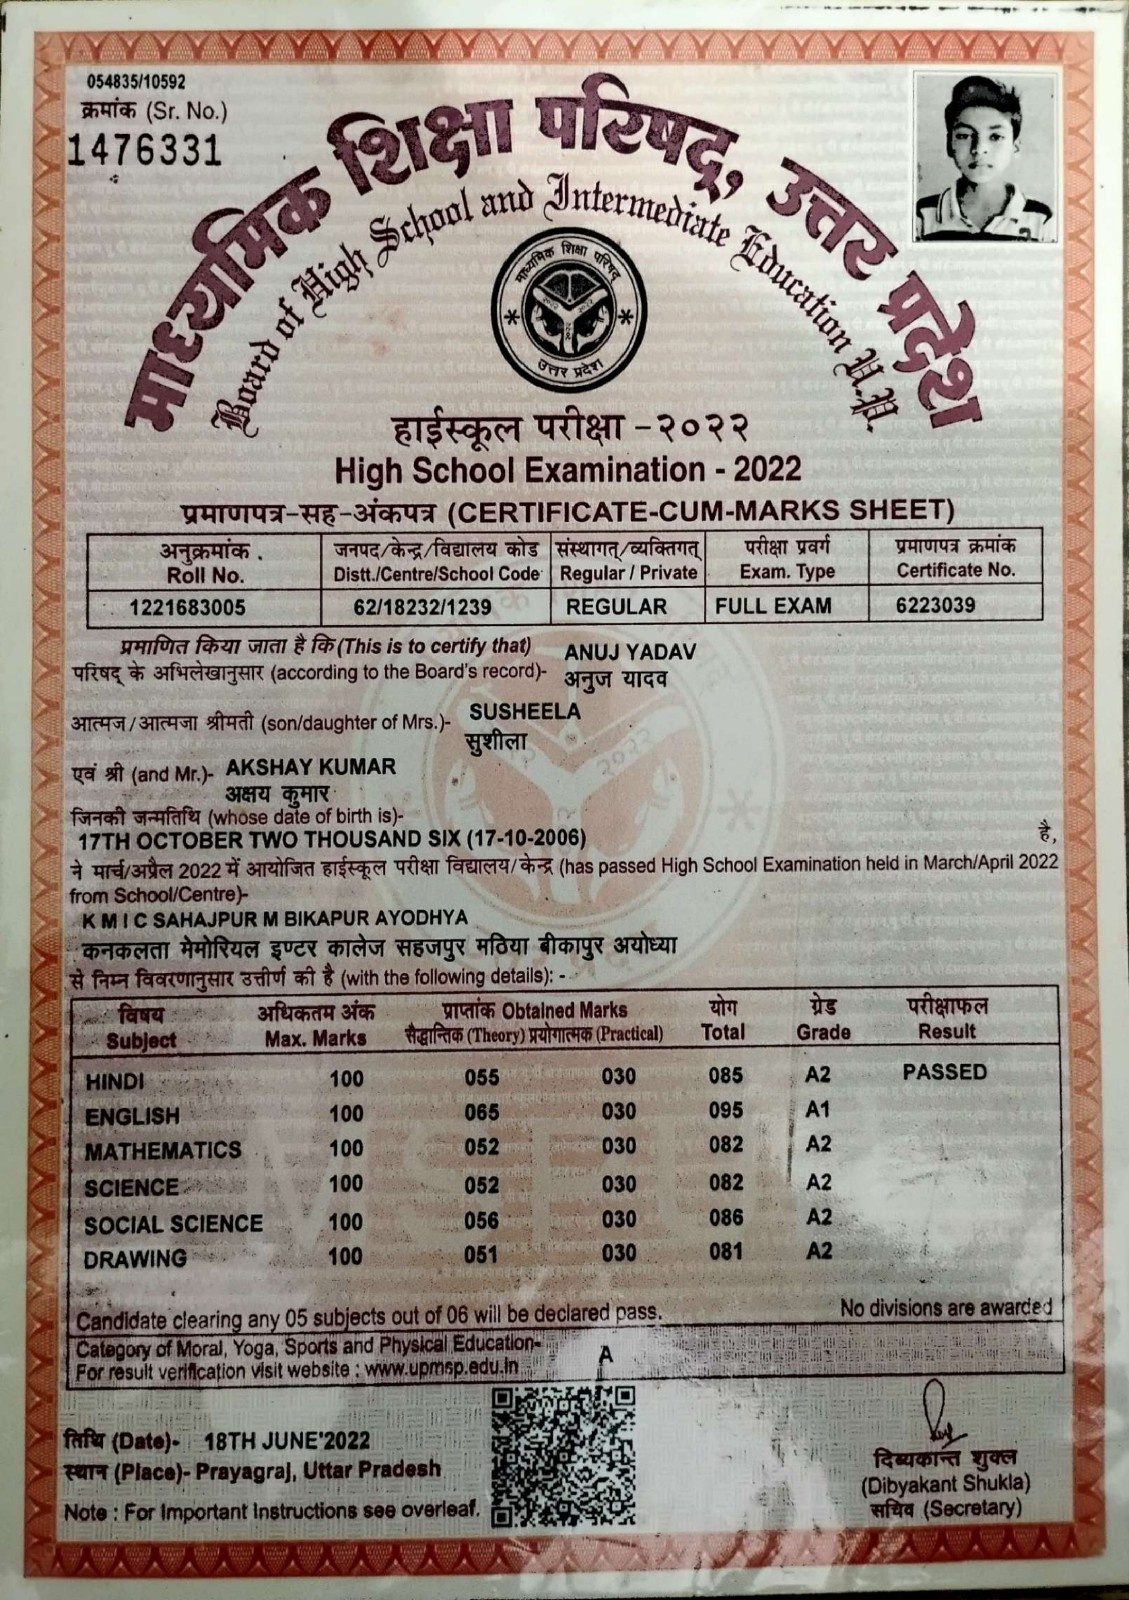 054835/10592
क्रमांक (Sr. No.)
1476331
माध्यमिक शिक्षा परिषद्, उत्तर प्रदेश
Board of High School and Intermediate Education U.P.
माध्यमिक शिक्षा परिषद्
उत्तर प्रदेश
हाईस्कूल परीक्षा -२०२२
High School Examination - 2022
प्रमाणपत्र-सह-अंकपत्र (CERTIFICATE-CUM-MARKS SHEET)
अनुक्रमांक . जनपद/केन्द्र/विद्यालय कोड संस्थागत्/व्यक्तिगत् परीक्षा प्रवर्ग प्रमाणपत्र क्रमांक
Roll No. Distt./Centre/School Code Regular / Private Exam. Type Certificate No.
1221683005 62/18232/1239 REGULAR FULL EXAM 6223039
प्रमाणित किया जाता है कि (This is to certify that) ANUJ YADAV
परिषद् के अभिलेखानुसार (according to the Board's record)- अनुज यादव
आत्मज/आत्मजा श्रीमती (son/daughter of Mrs.)- SUSHEELA
सुशीला
एवं श्री (and Mr.)- AKSHAY KUMAR
अक्षय कुमार
जिनकी जन्मतिथि (whose date of birth is)-
17TH OCTOBER TWO THOUSAND SIX (17-10-2006) है,
ने मार्च/अप्रैल 2022 में आयोजित हाईस्कूल परीक्षा विद्यालय/केन्द्र (has passed High School Examination held in March/April 2022
from School/Centre)-
K M I C SAHAJPUR M BIKAPUR AYODHYA
कनकलता मेमोरियल इण्टर कालेज सहजपुर मठिया बीकापुर अयोध्या
से निम्न विवरणानुसार उत्तीर्ण की है (with the following details): -
विषय अधिकतम अंक प्राप्तांक Obtained Marks योग ग्रेड परीक्षाफल
Subject Max. Marks सैद्धान्तिक (Theory) प्रयोगात्मक (Practical) Total Grade Result
HINDI 100 055 030 085 A2 PASSED
ENGLISH 100 065 030 095 A1
MATHEMATICS 100 052 030 082 A2
SCIENCE 100 052 030 082 A2
SOCIAL SCIENCE 100 056 030 086 A2
DRAWING 100 051 030 081 A2
Candidate clearing any 05 subjects out of 06 will be declared pass. No divisions are awarded
Category of Moral, Yoga, Sports and Physical Education- A
For result verification visit website : www.upmsp.edu.in
तिथि (Date)- 18TH JUNE'2022
स्थान (Place)- Prayagraj, Uttar Pradesh
Note : For Important Instructions see overleaf.
दिब्यकान्त शुक्ल
(Dibyakant Shukla)
सचिव (Secretary)